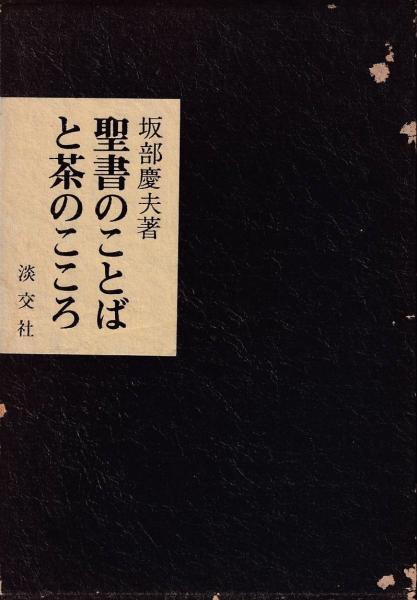 坂部慶夫著
聖書のことば
と茶のこころ
淡交社